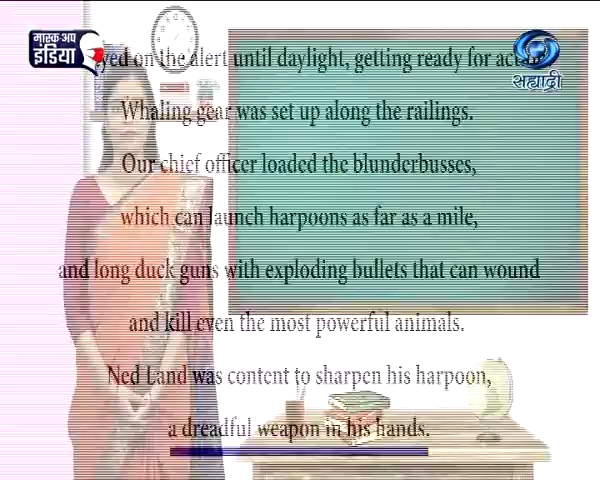 मास्क अप
इंडिया
सह्याद्री
on the alert until daylight, getting ready for
Whaling gear was set up along the railings.
Our chief officer loaded the blunderbusses,
which can launch harpoons as far as a mile,
and long duck guns with exploding bullets that can wound
and kill even the most powerful animals.
Ned Land was content to sharpen his harpoon,
a dreadful weapon in his hands.